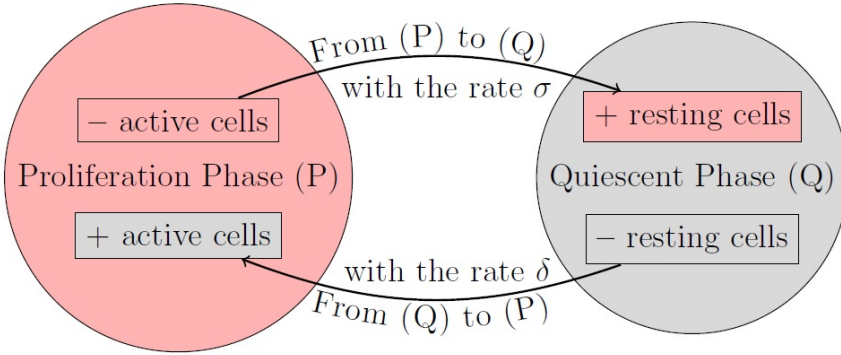 From (P) to (Q)
with the rate σ
− active cells
+ resting cells
Proliferation Phase (P)
Quiescent Phase (Q)
+ active cells
− resting cells
with the rate δ
From (Q) to (P)